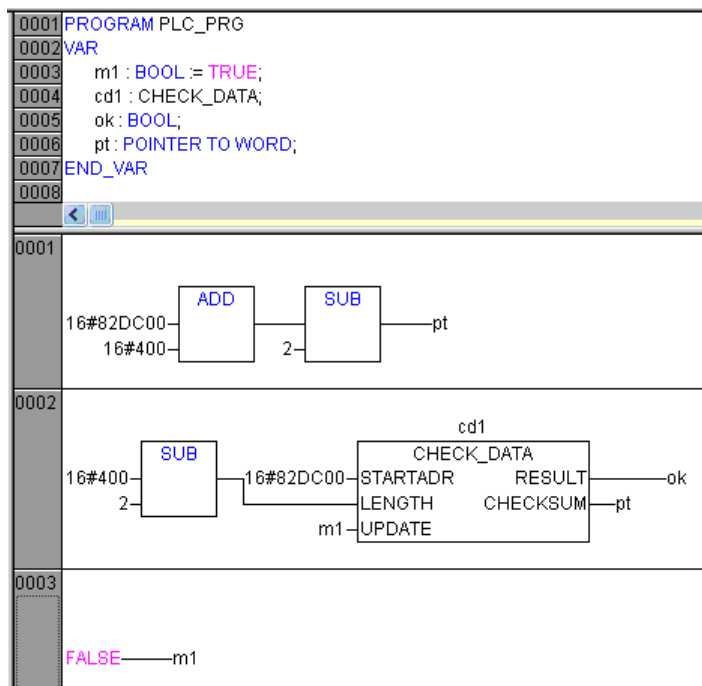 0001 PROGRAM PLC_PRG
0002 VAR
0003 m1 : BOOL := TRUE;
0004 cd1 : CHECK_DATA;
0005 ok : BOOL;
0006 pt : POINTER TO WORD;
0007 END_VAR
0008
0001
ADD SUB
16#82DC00 pt
16#400 2
0002
cd1
SUB CHECK_DATA
16#400 16#82DC00 STARTADR RESULT ok
2 LENGTH CHECKSUM pt
m1 UPDATE
0003
FALSE m1